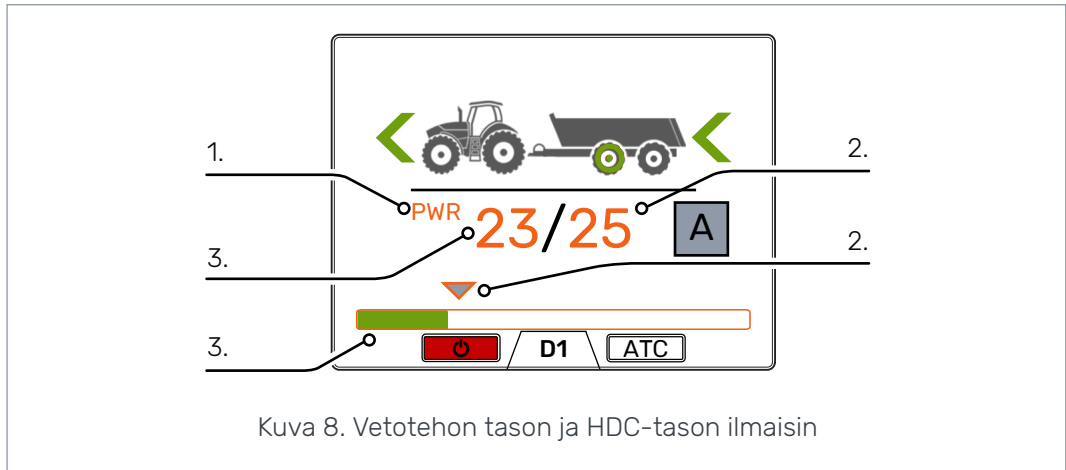 1.
2.
PWR 23/25 A
3.
2.
3.
D1 ATC
Kuva 8. Vetotehon tason ja HDC-tason ilmaisin